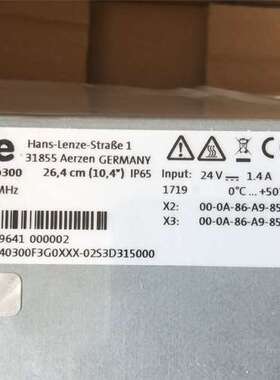 e Hans-Lenze-Straße 1
31855 Aerzen GERMANY
300 26,4 cm (10,4") IP65
Input: 24 V 1.4 A
MHz
1719 0°C ... +50
X2: 00-0A-86-A9-85
X3: 00-0A-86-A9-85
9641 000002
40300F3G0XXX-02S3D315000